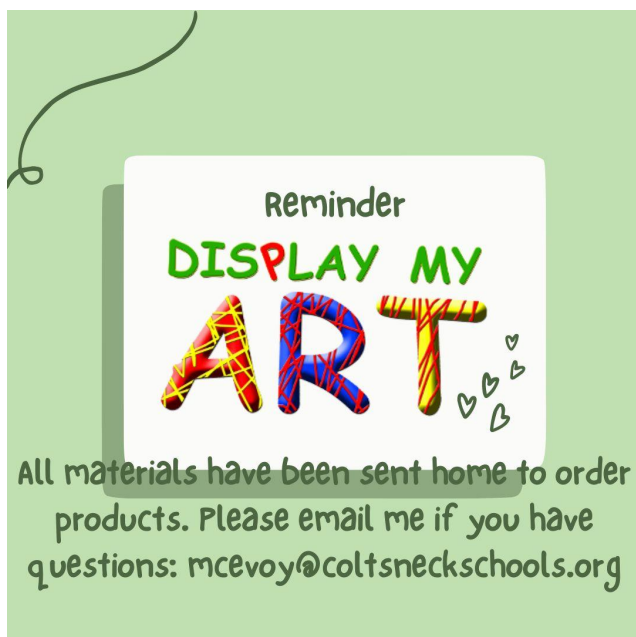 Reminder
DISPLAY MY
ART
All materials have been sent home to order
products. Please email me if you have
questions: mcevoy@coltsneckschools.org